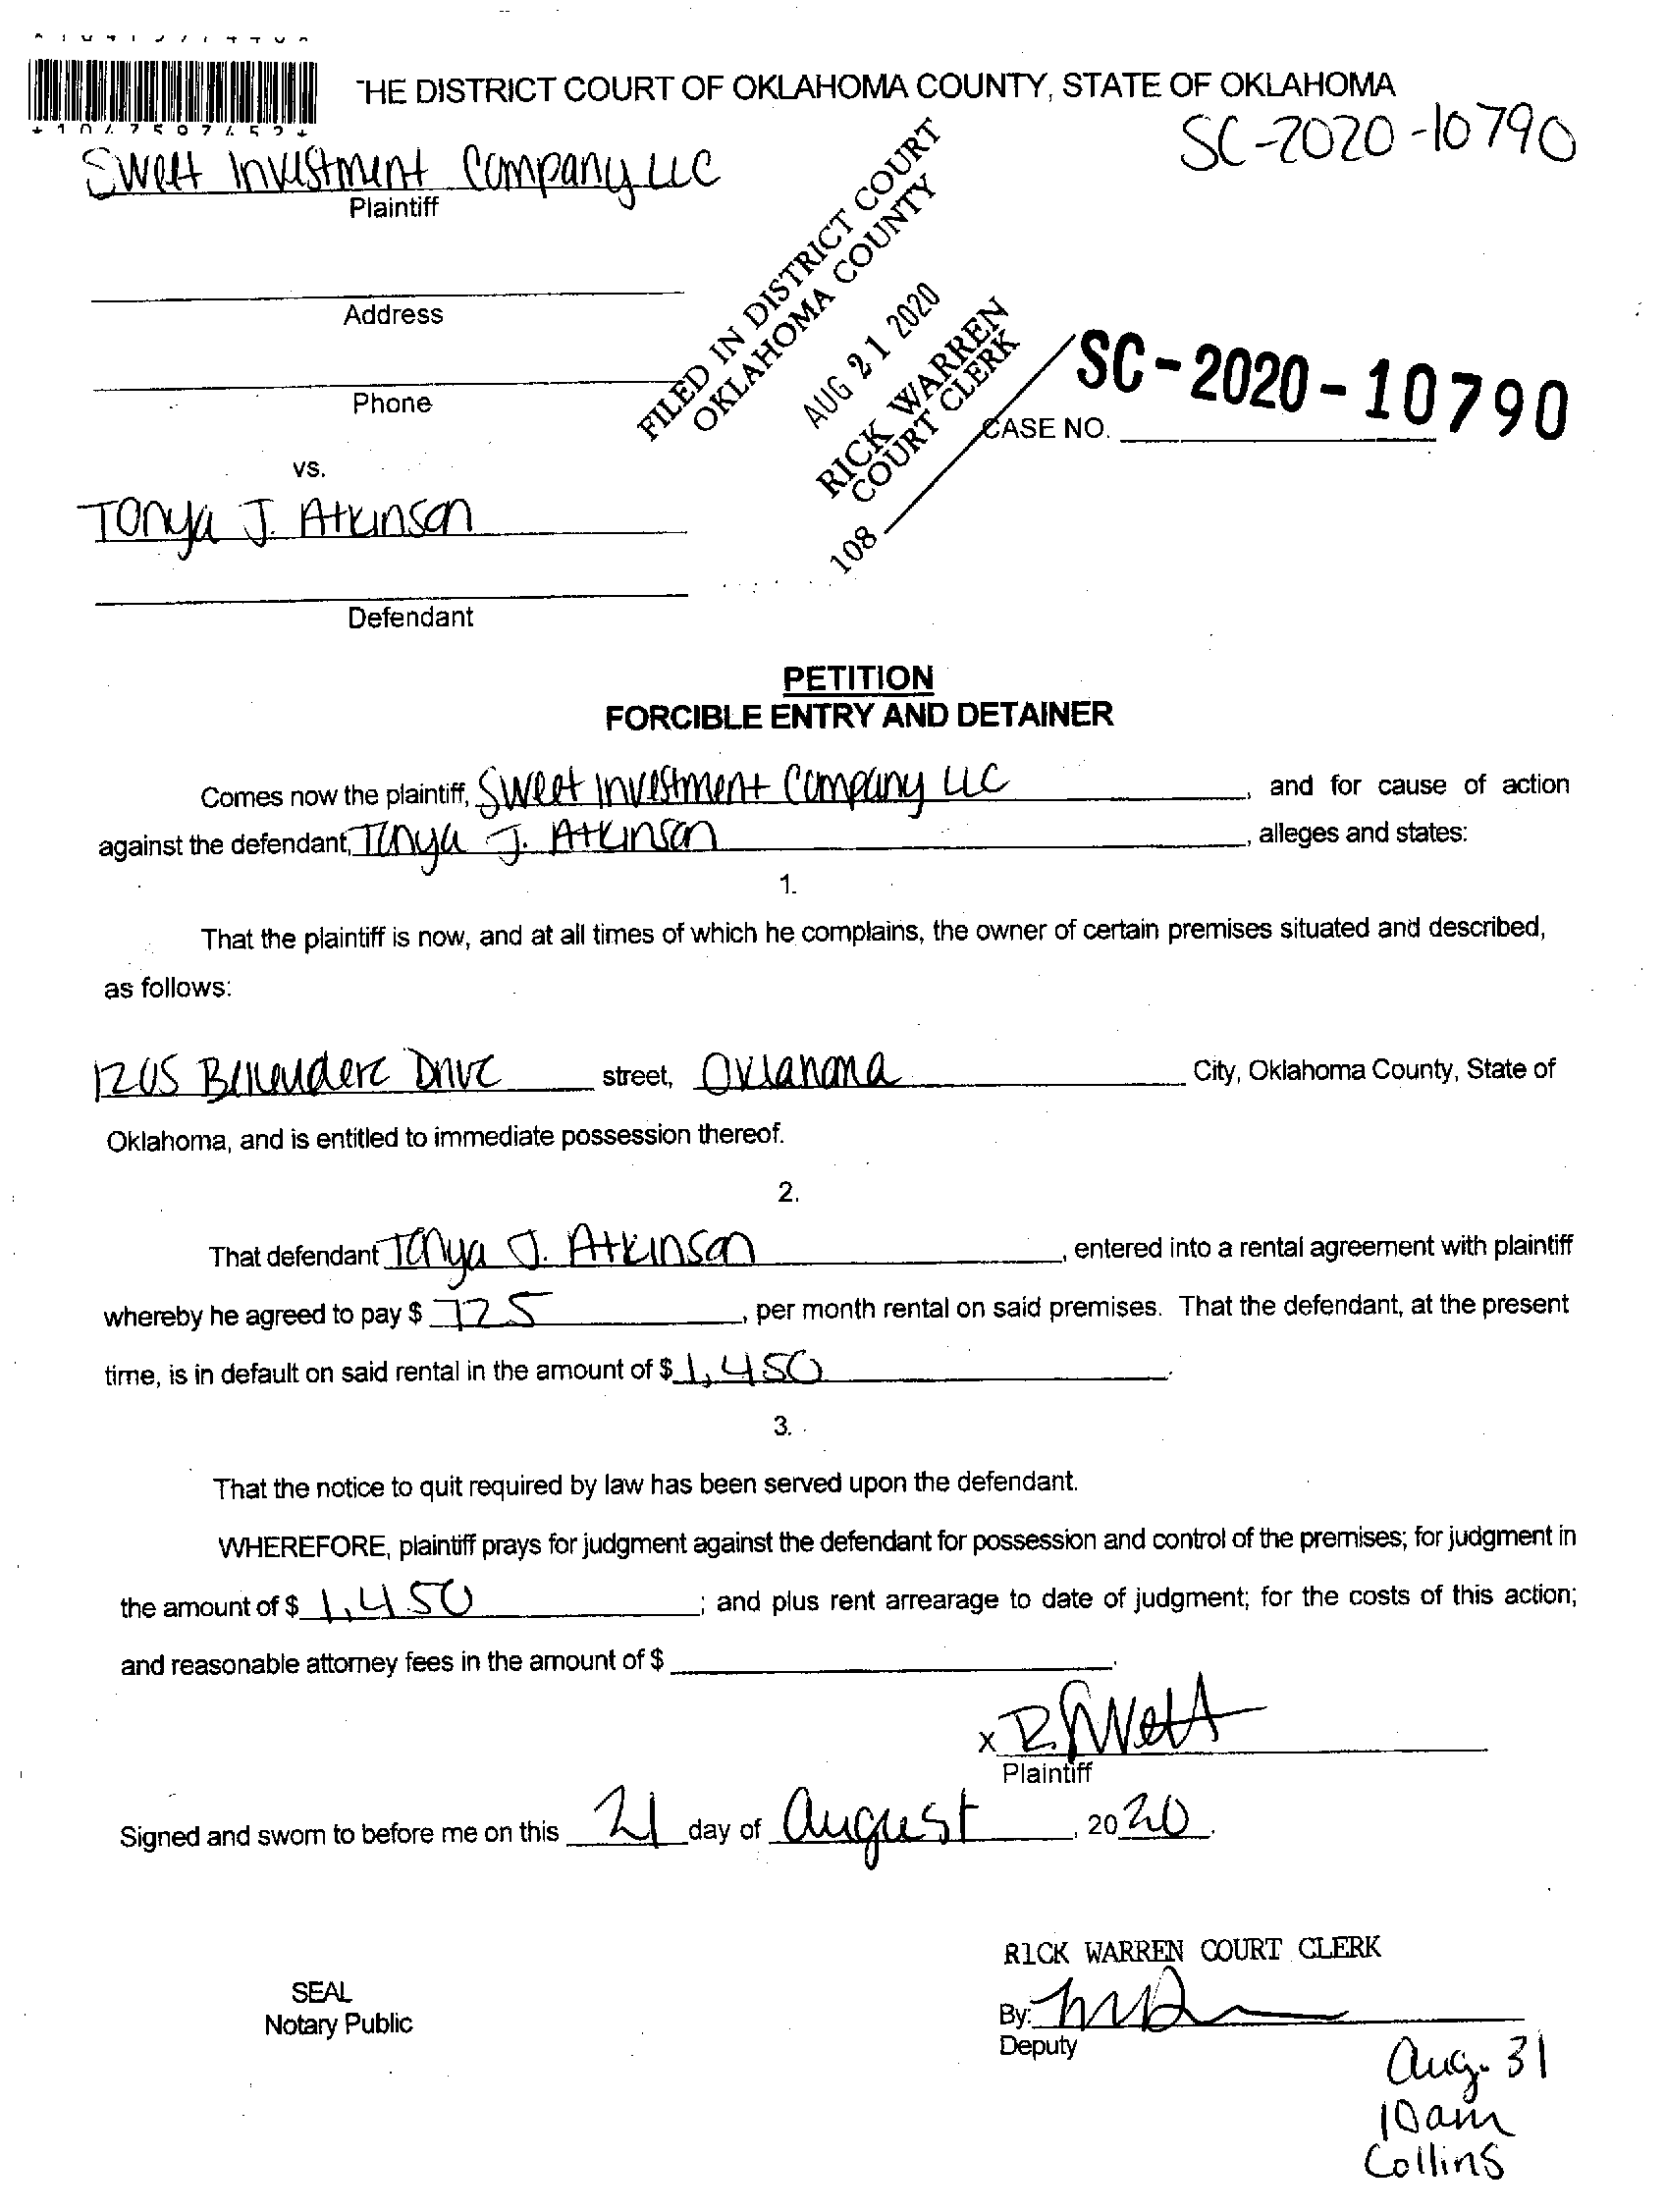 THE DISTRICT COURT OF OKLAHOMA COUNTY, STATE OF OKLAHOMA
SC-2020-10790
Sweet Investment Company LLC
Plaintiff
Address
Phone
FILED IN DISTRICT COURT
OKLAHOMA COUNTY
AUG 21 2020
RICK WARREN
COURT CLERK
108
SC-2020-10790
CASE NO.
vs.
Tonya J. Atkinson
Defendant
PETITION
FORCIBLE ENTRY AND DETAINER
Comes now the plaintiff, Sweet Investment Company LLC, and for cause of action
against the defendant, Tonya J. Atkinson, alleges and states:
1.
That the plaintiff is now, and at all times of which he complains, the owner of certain premises situated and described,
as follows:
1205 Drive street, Oklahoma City, Oklahoma County, State of
Oklahoma, and is entitled to immediate possession thereof.
2.
That defendant Tonya J. Atkinson, entered into a rental agreement with plaintiff
whereby he agreed to pay $ 725, per month rental on said premises. That the defendant, at the present
time, is in default on said rental in the amount of $ 1,450.
3.
That the notice to quit required by law has been served upon the defendant.
WHEREFORE, plaintiff prays for judgment against the defendant for possession and control of the premises; for judgment in
the amount of $ 1,450; and plus rent arrearage to date of judgment; for the costs of this action;
and reasonable attorney fees in the amount of $
x R Sweet
Plaintiff
Signed and sworn to before me on this 21 day of August, 2020.
RICK WARREN COURT CLERK
SEAL
Notary Public
By:
Deputy
Aug. 31
10am
Collins